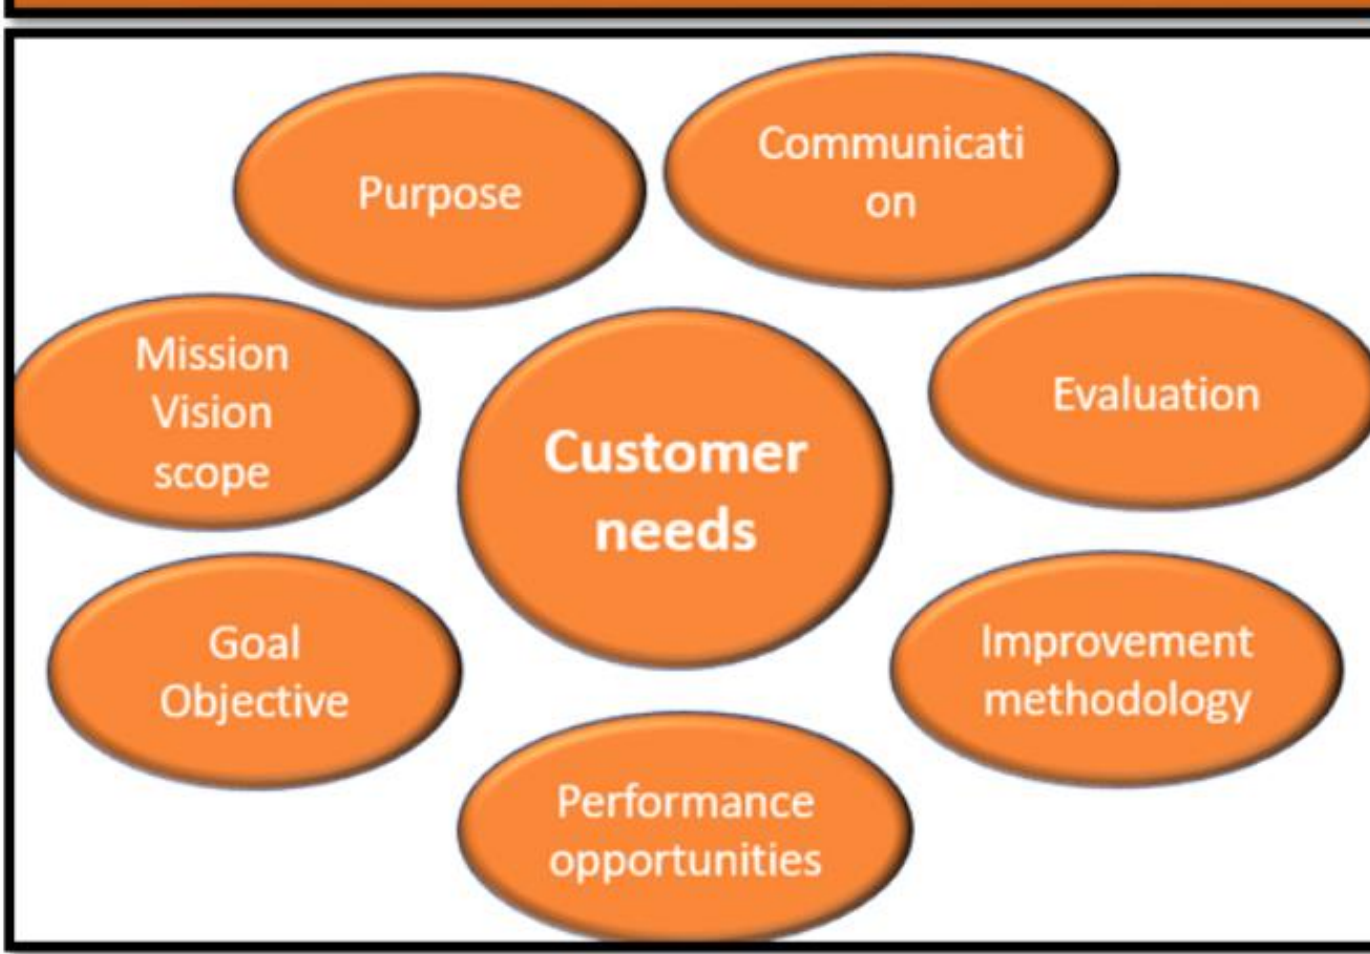 Purpose
Communicati
on
Mission
Vision
scope
Customer
needs
Evaluation
Goal
Objective
Improvement
methodology
Performance
opportunities